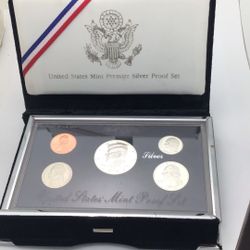 United States Mint Premier Silver Proof Set
Silver
United States Mint Proof Set